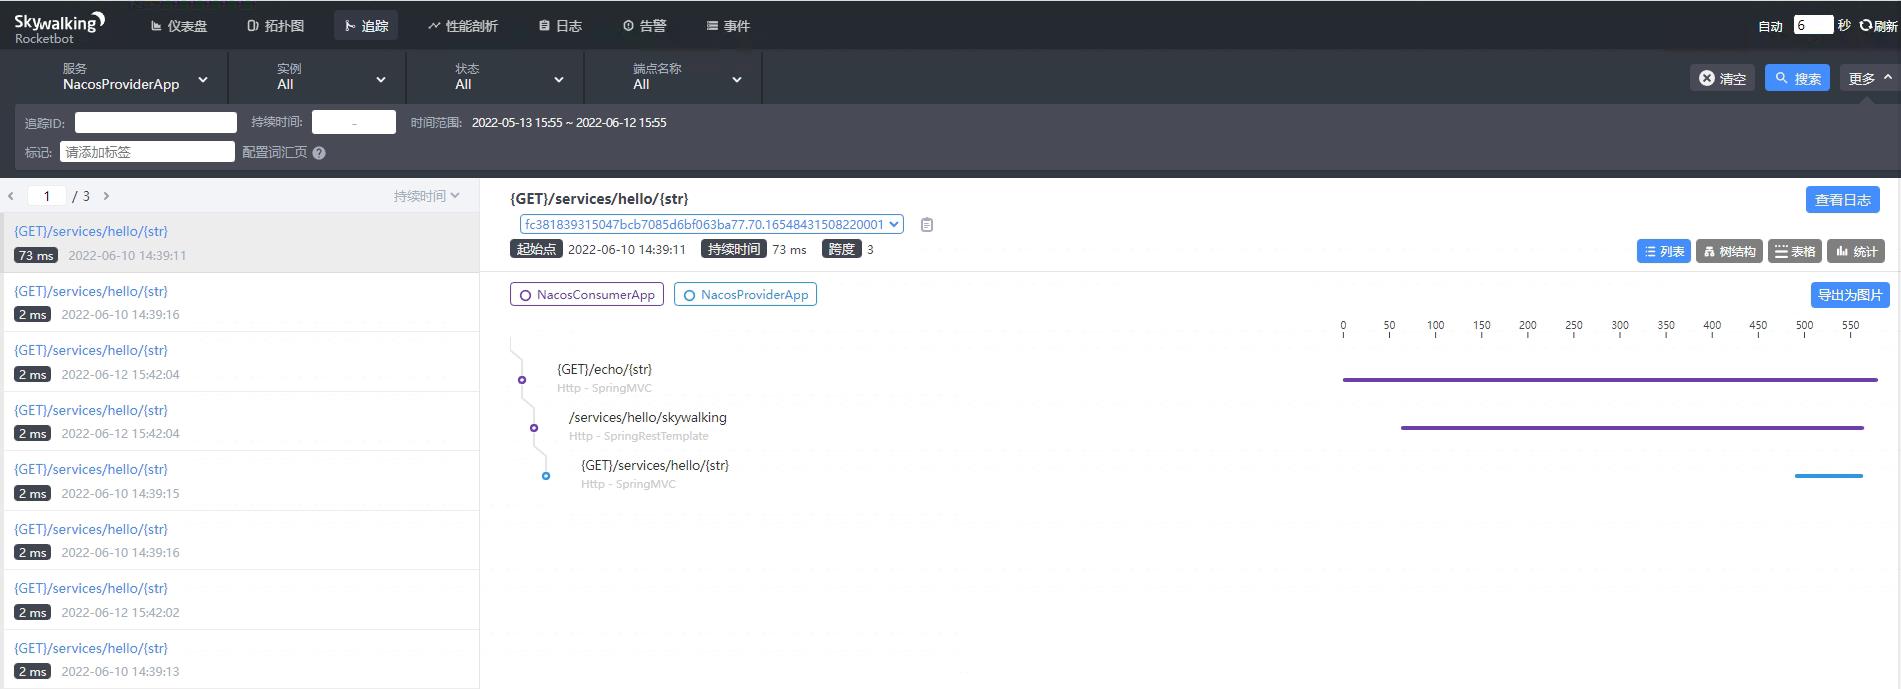 Skywalking
Rocketbot
仪表盘 拓扑图 追踪 性能剖析 日志 告警 事件
自动 6 秒 刷新
服务 实例 状态 端点名称
NacosProviderApp All All All
清空 搜索 更多
追踪ID: 持续时间: - 时间范围: 2022-05-13 15:55 ~ 2022-06-12 15:55
标记: 请添加标签 配置词汇页 ?
1 / 3 持续时间
{GET}/services/hello/{str}
73 ms 2022-06-10 14:39:11
{GET}/services/hello/{str}
2 ms 2022-06-10 14:39:16
{GET}/services/hello/{str}
2 ms 2022-06-12 15:42:04
{GET}/services/hello/{str}
2 ms 2022-06-12 15:42:04
{GET}/services/hello/{str}
2 ms 2022-06-10 14:39:15
{GET}/services/hello/{str}
2 ms 2022-06-10 14:39:16
{GET}/services/hello/{str}
2 ms 2022-06-12 15:42:02
{GET}/services/hello/{str}
2 ms 2022-06-10 14:39:13
{GET}/services/hello/{str}
查看日志
fc381839315047bcb7085d6bf063ba77.70.16548431508220001
起始点 2022-06-10 14:39:11 持续时间 73 ms 跨度 3
列表 树结构 表格 统计
NacosConsumerApp NacosProviderApp
导出为图片
0 50 100 150 200 250 300 350 400 450 500 550
{GET}/echo/{str}
Http - SpringMVC
/services/hello/skywalking
Http - SpringRestTemplate
{GET}/services/hello/{str}
Http - SpringMVC